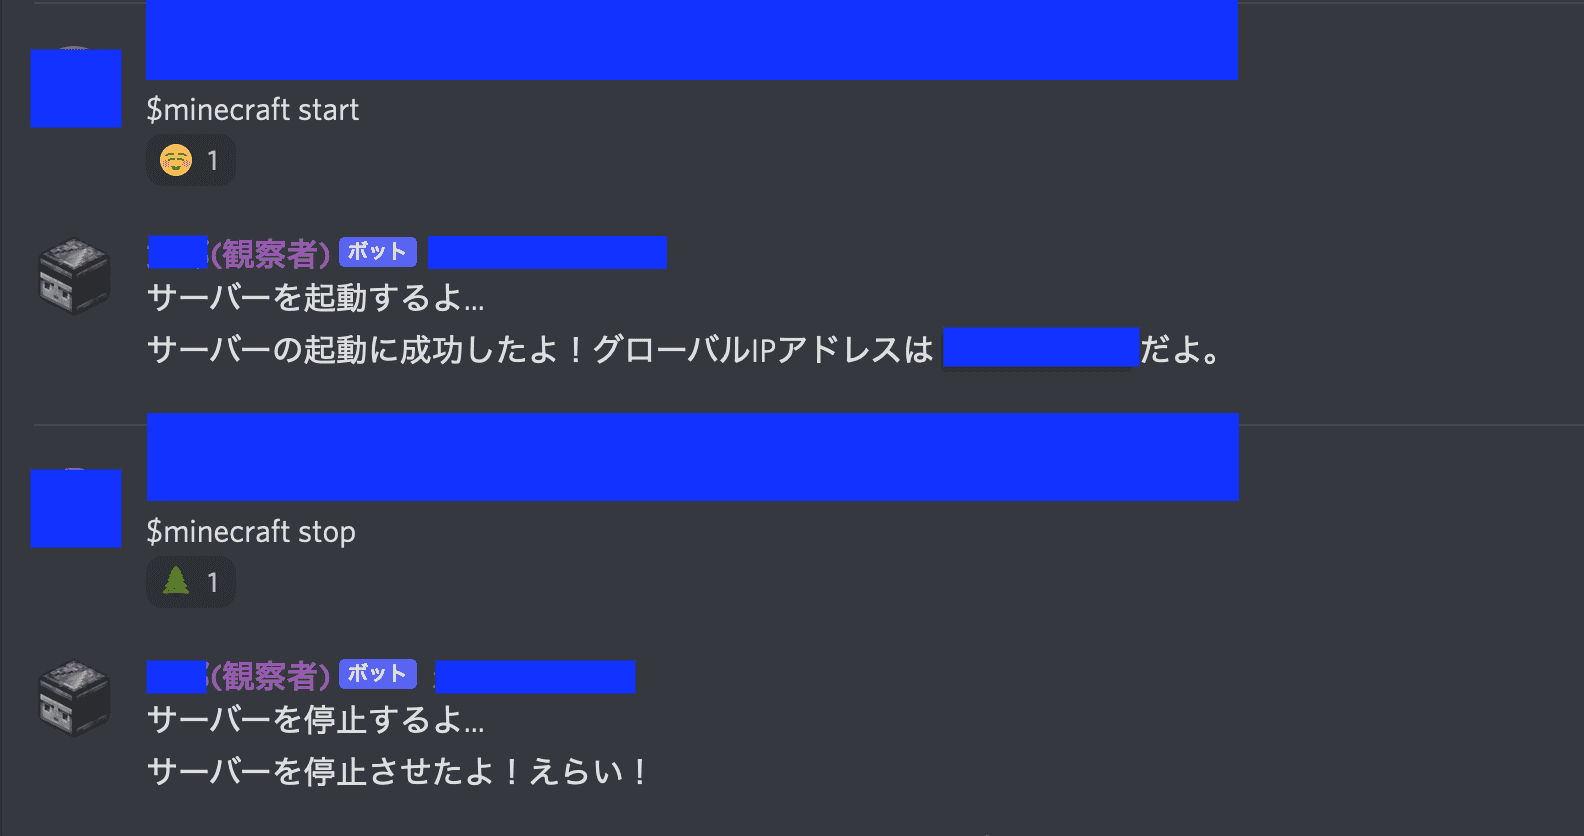 $minecraft start
1
(観察者) ボット
サーバーを起動するよ...
サーバーの起動に成功したよ！グローバルIPアドレスは だよ。
$minecraft stop
1
(観察者) ボット
サーバーを停止するよ...
サーバーを停止させたよ！えらい！